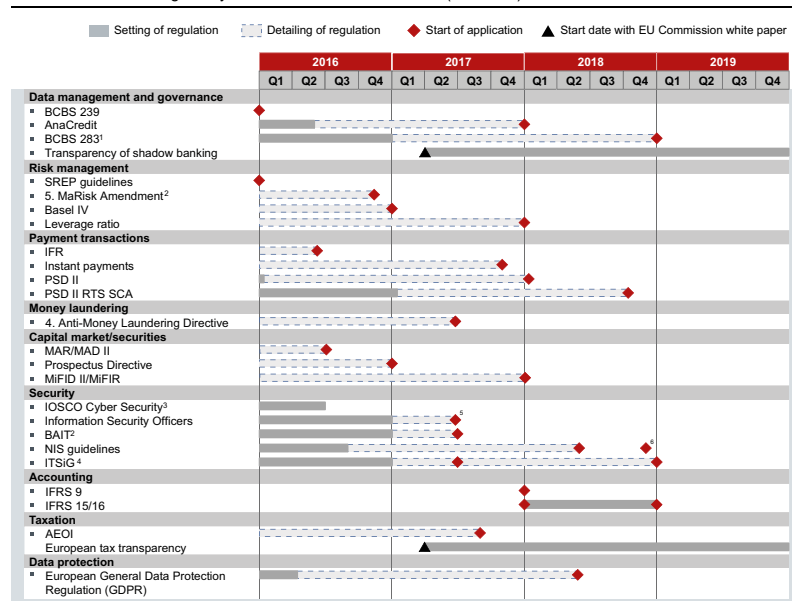 Setting of regulation Detailing of regulation Start of application Start date with EU Commission white paper
2016 2017 2018 2019
Q1 Q2 Q3 Q4 Q1 Q2 Q3 Q4 Q1 Q2 Q3 Q4 Q1 Q2 Q3 Q4
Data management and governance
BCBS 239
AnaCredit
BCBS 283¹
Transparency of shadow banking
Risk management
SREP guidelines
5. MaRisk Amendment²
Basel IV
Leverage ratio
Payment transactions
IFR
Instant payments
PSD II
PSD II RTS SCA
Money laundering
4. Anti-Money Laundering Directive
Capital market/securities
MAR/MAD II
Prospectus Directive
MiFID II/MiFIR
Security
IOSCO Cyber Security³
Information Security Officers 5
BAIT²
NIS guidelines 6
ITSiG ⁴
Accounting
IFRS 9
IFRS 15/16
Taxation
AEOI
European tax transparency
Data protection
European General Data Protection
Regulation (GDPR)